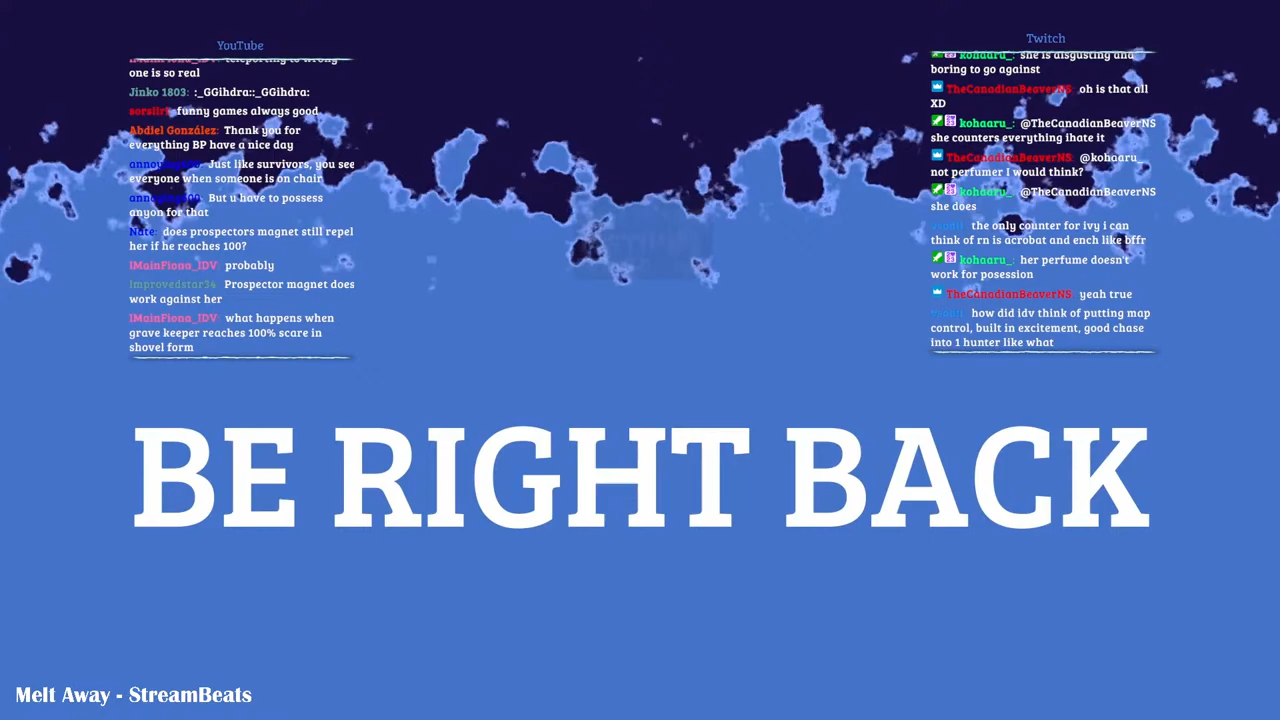 YouTube
one is so real
Jinko 1803: :_GGihdra::_GGihdra:
funny games always good
Abdiel González: Thank you for
everything BP have a nice day
Just like survivors, you see
everyone when someone is on chair
But u have to possess
anyon for that
Nate: does prospectors magnet still repel
her if he reaches 100?
IMainFiona_IDV: probably
Improvedstar34: Prospector magnet does
work against her
IMainFiona_IDV: what happens when
grave keeper reaches 100% scare in
shovel form
Twitch
kohaaru_: she is disgusting and
boring to go against
TheCanadianBeaverNS: oh is that all
XD
kohaaru_: @TheCanadianBeaverNS
she counters everything ihate it
TheCanadianBeaverNS: @kohaaru_
not perfumer I would think?
kohaaru_: @TheCanadianBeaverNS
she does
the only counter for ivy i can
think of rn is acrobat and ench like bffr
kohaaru_: her perfume doesn't
work for posession
TheCanadianBeaverNS: yeah true
how did idv think of putting map
control, built in excitement, good chase
into 1 hunter like what
BE RIGHT BACK
Melt Away - StreamBeats